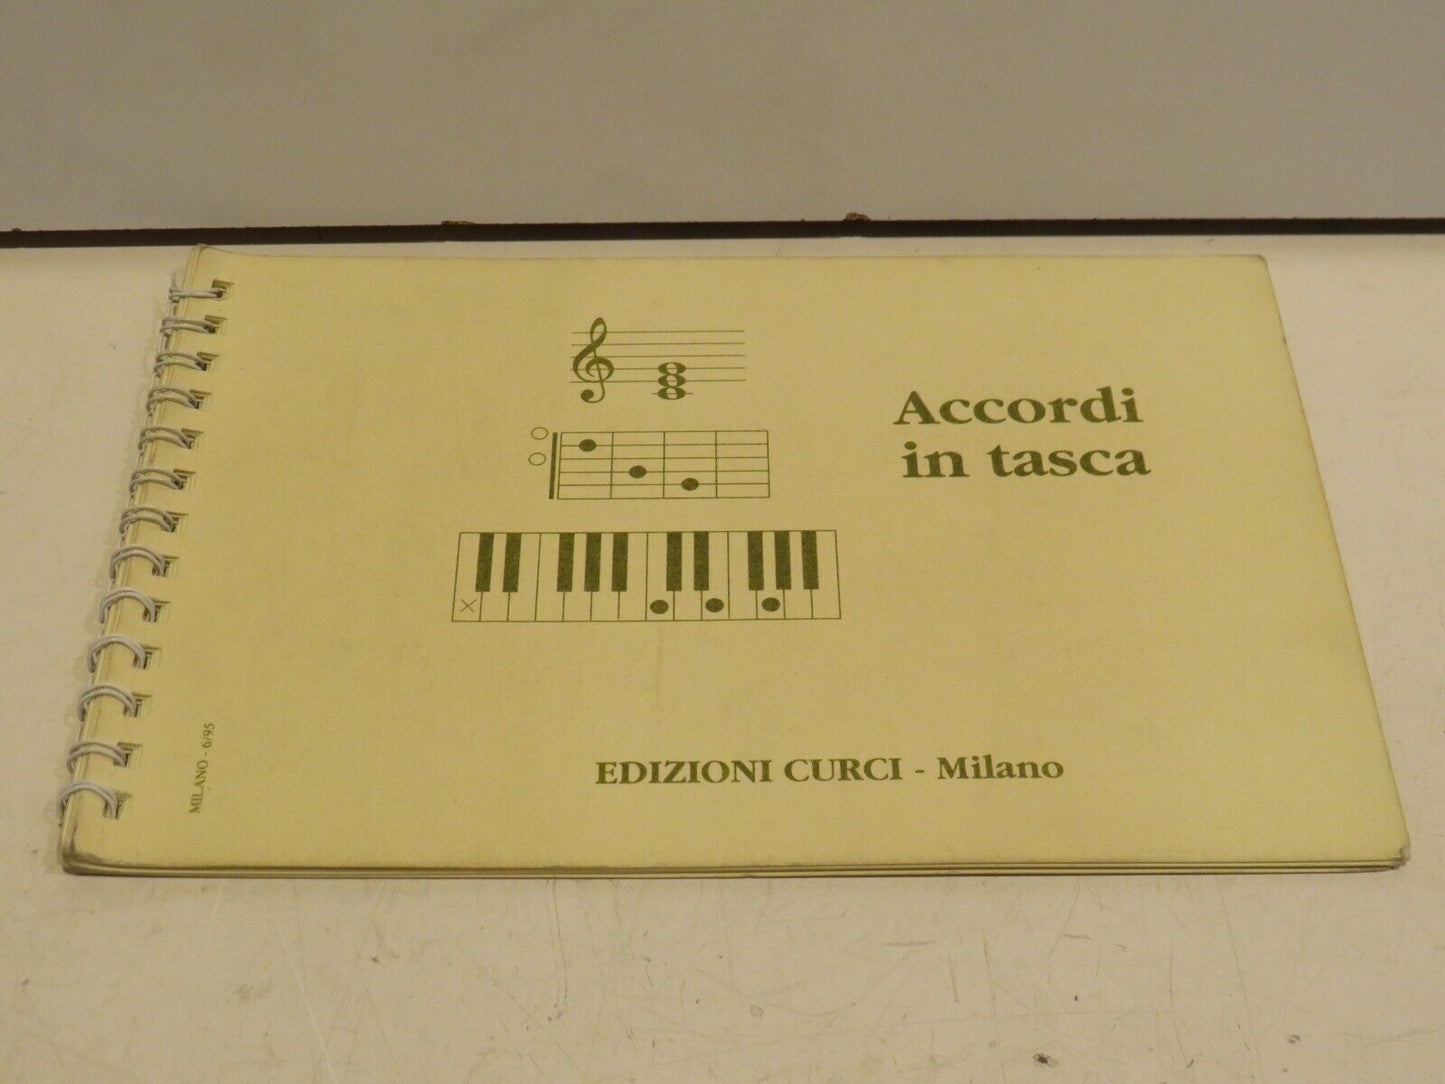 Accordi
in tasca
EDIZIONI CURCI - Milano
MILANO - 6/95